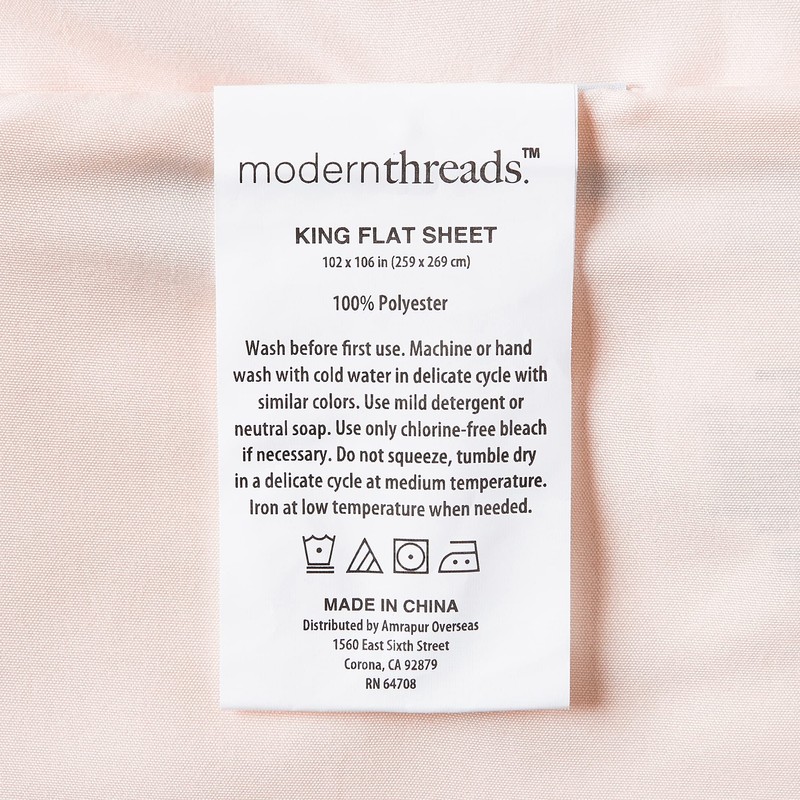 modernthreads.™
KING FLAT SHEET
102 x 106 in (259 x 269 cm)
100% Polyester
Wash before first use. Machine or hand
wash with cold water in delicate cycle with
similar colors. Use mild detergent or
neutral soap. Use only chlorine-free bleach
if necessary. Do not squeeze, tumble dry
in a delicate cycle at medium temperature.
Iron at low temperature when needed.
MADE IN CHINA
Distributed by Amrapur Overseas
1560 East Sixth Street
Corona, CA 92879
RN 64708